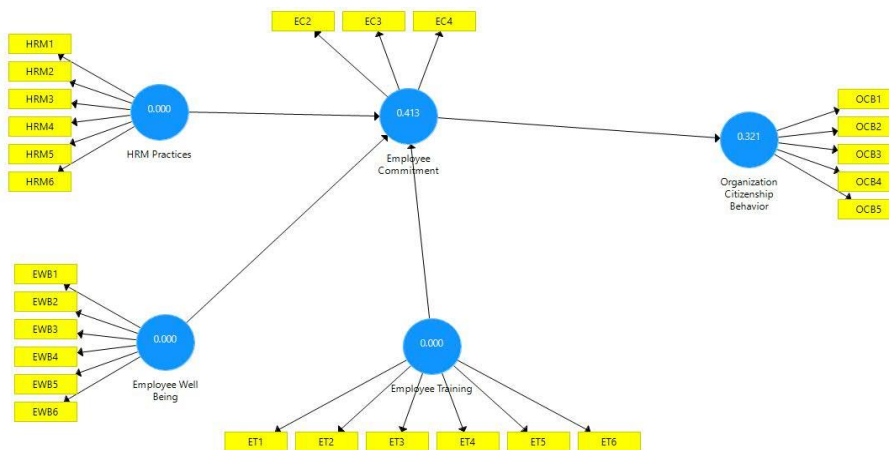 EC2
EC3
EC4
HRM1
HRM2
HRM3
HRM4
HRM5
HRM6
0.000
HRM Practices
0.413
Employee
Commitment
0.321
Organization
Citizenship
Behavior
OCB1
OCB2
OCB3
OCB4
OCB5
EWB1
EWB2
EWB3
EWB4
EWB5
EWB6
0.000
Employee Well
Being
0.000
Employee Training
ET1
ET2
ET3
ET4
ET5
ET6